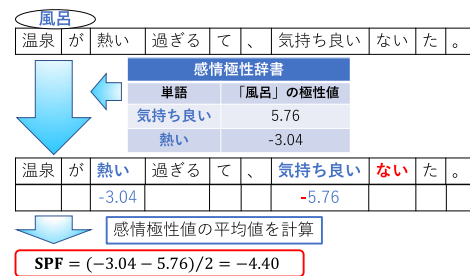 風呂
温泉 が 熱い 過ぎる て 、 気持ち良い ない た 。
感情極性辞書
単語 「風呂」の極性値
気持ち良い 5.76
熱い -3.04
温泉 が 熱い 過ぎる て 、 気持ち良い ない た 。
-3.04 -5.76
感情極性値の平均値を計算
SPF = (−3.04 − 5.76)/2 = −4.40